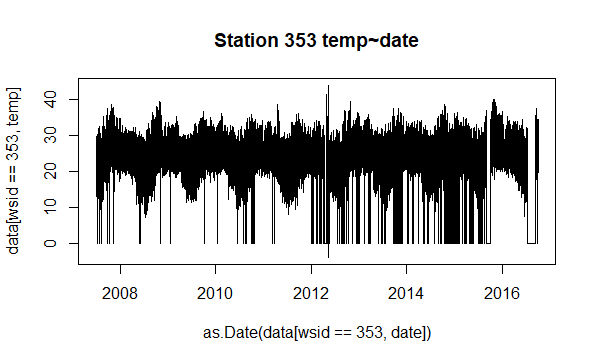 Station 353 temp~date
data[wsid == 353, temp]
40
30
20
10
0
2008 2010 2012 2014 2016
as.Date(data[wsid == 353, date])